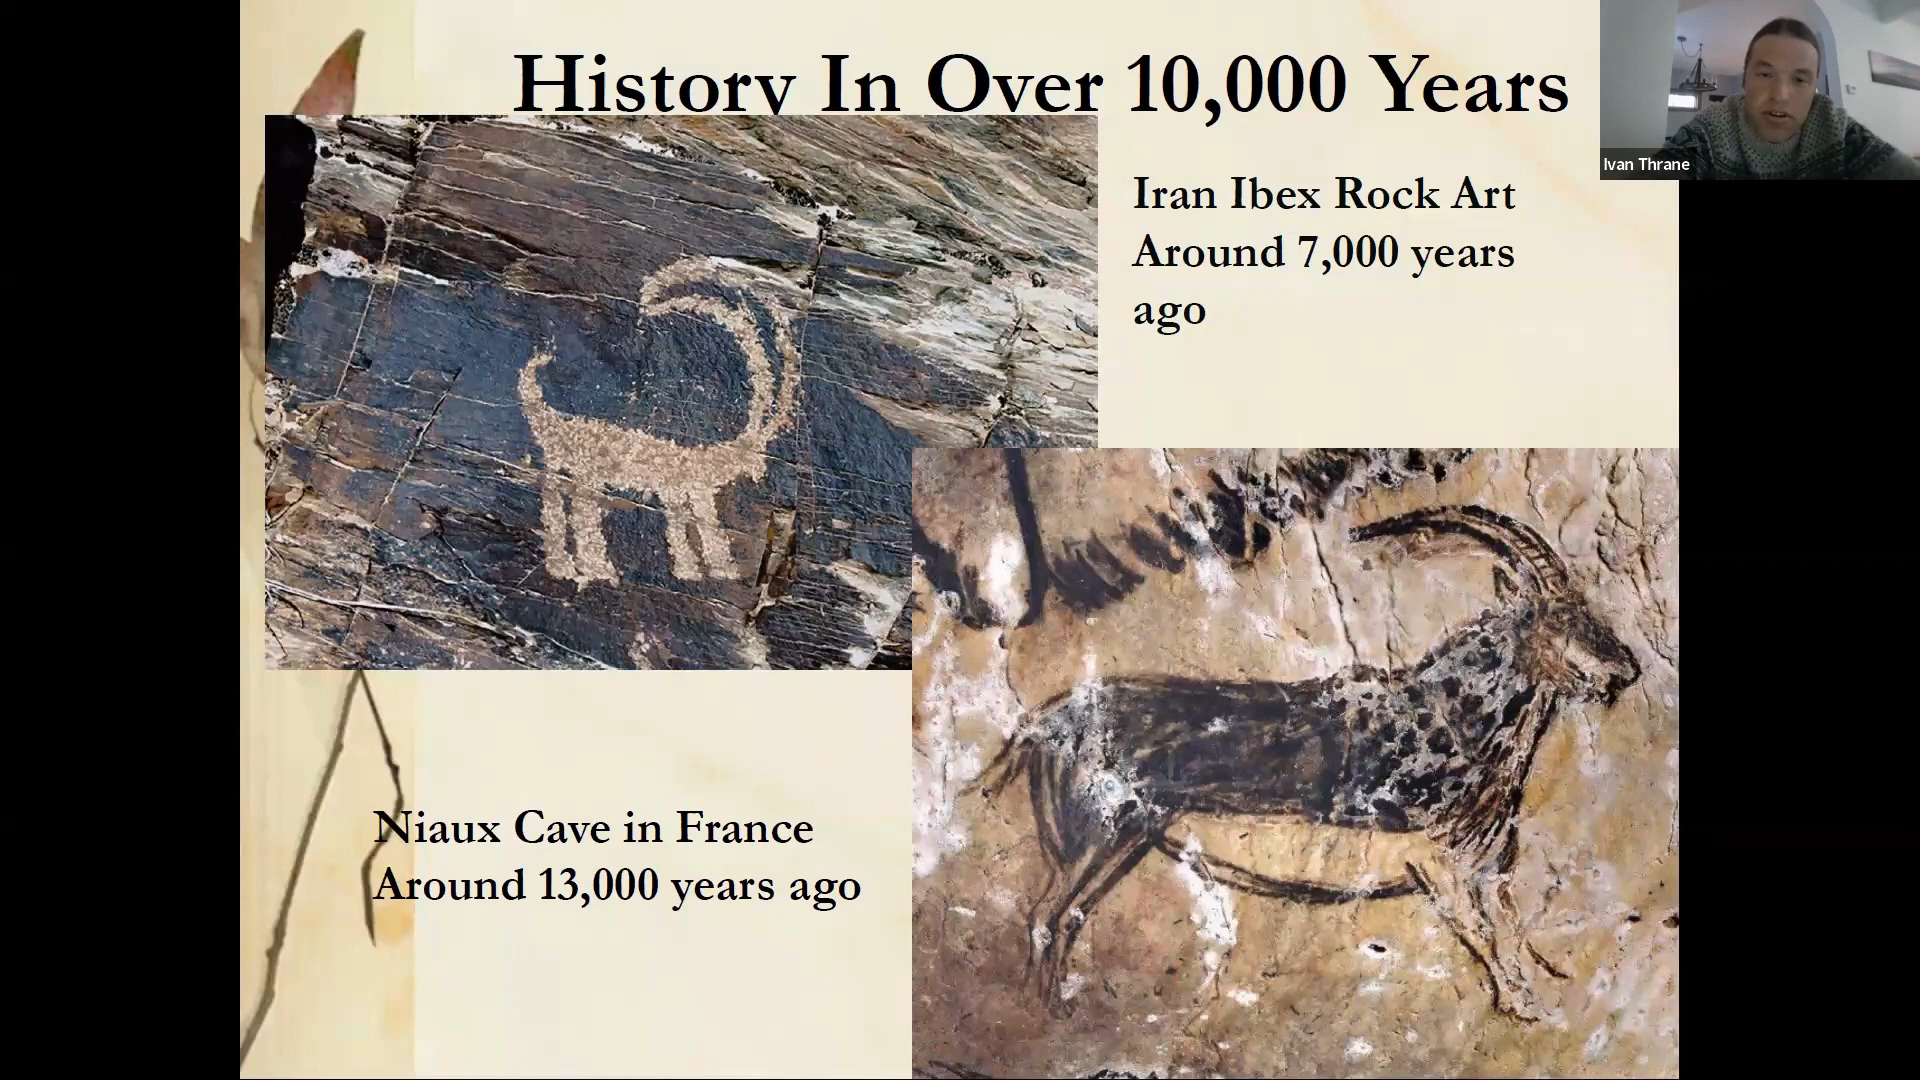 History In Over 10,000 Years
Ivan Thrane
Iran Ibex Rock Art
Around 7,000 years
ago
Niaux Cave in France
Around 13,000 years ago